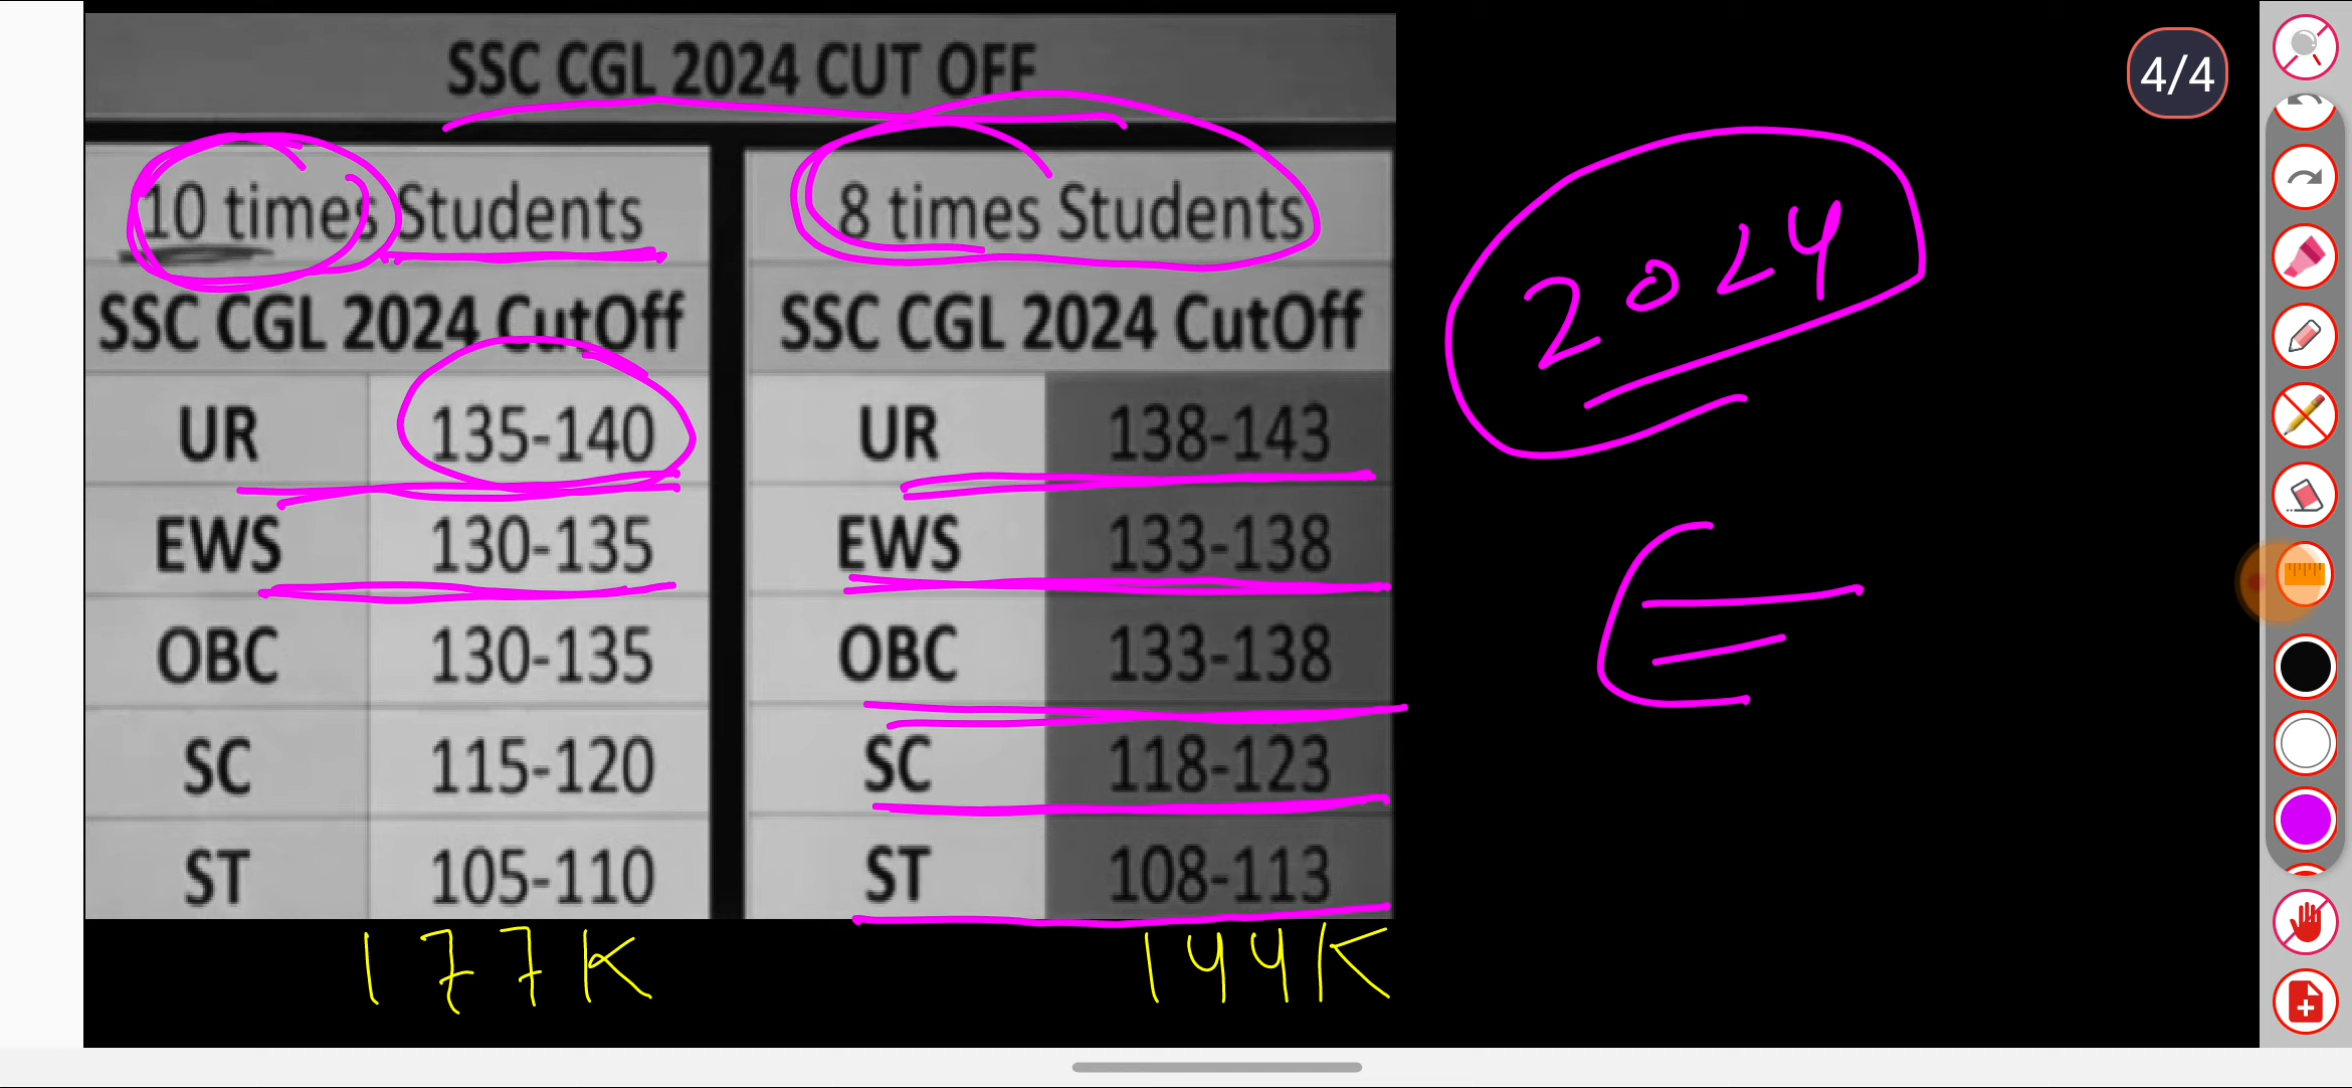 SSC CGL 2024 CUT OFF
4/4
10 times Students
SSC CGL 2024 CutOff
UR 135-140
EWS 130-135
OBC 130-135
SC 115-120
ST 105-110
177K
8 times Students
SSC CGL 2024 CutOff
UR 138-143
EWS 133-138
OBC 133-138
SC 118-123
ST 108-113
144K
2024